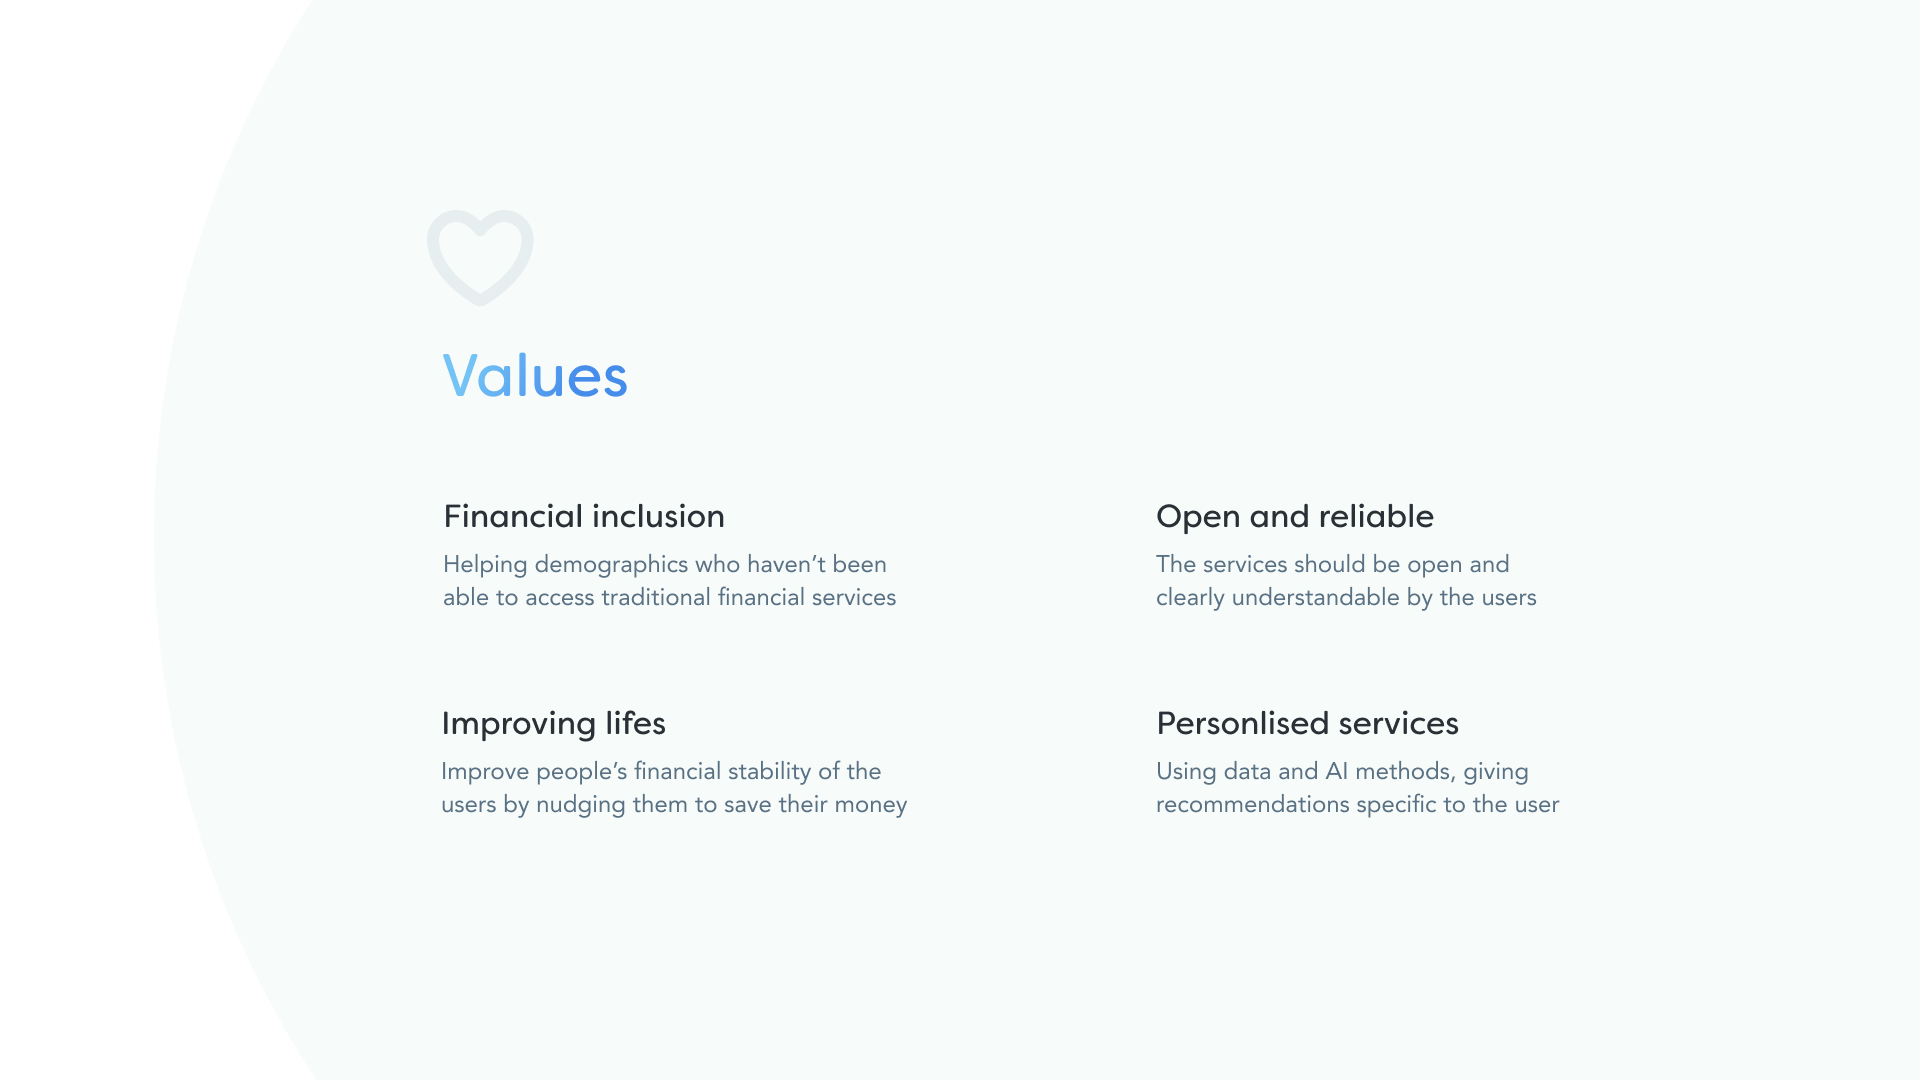 Values
Financial inclusion
Helping demographics who haven’t been
able to access traditional financial services
Open and reliable
The services should be open and
clearly understandable by the users
Improving lifes
Improve people’s financial stability of the
users by nudging them to save their money
Personlised services
Using data and AI methods, giving
recommendations specific to the user